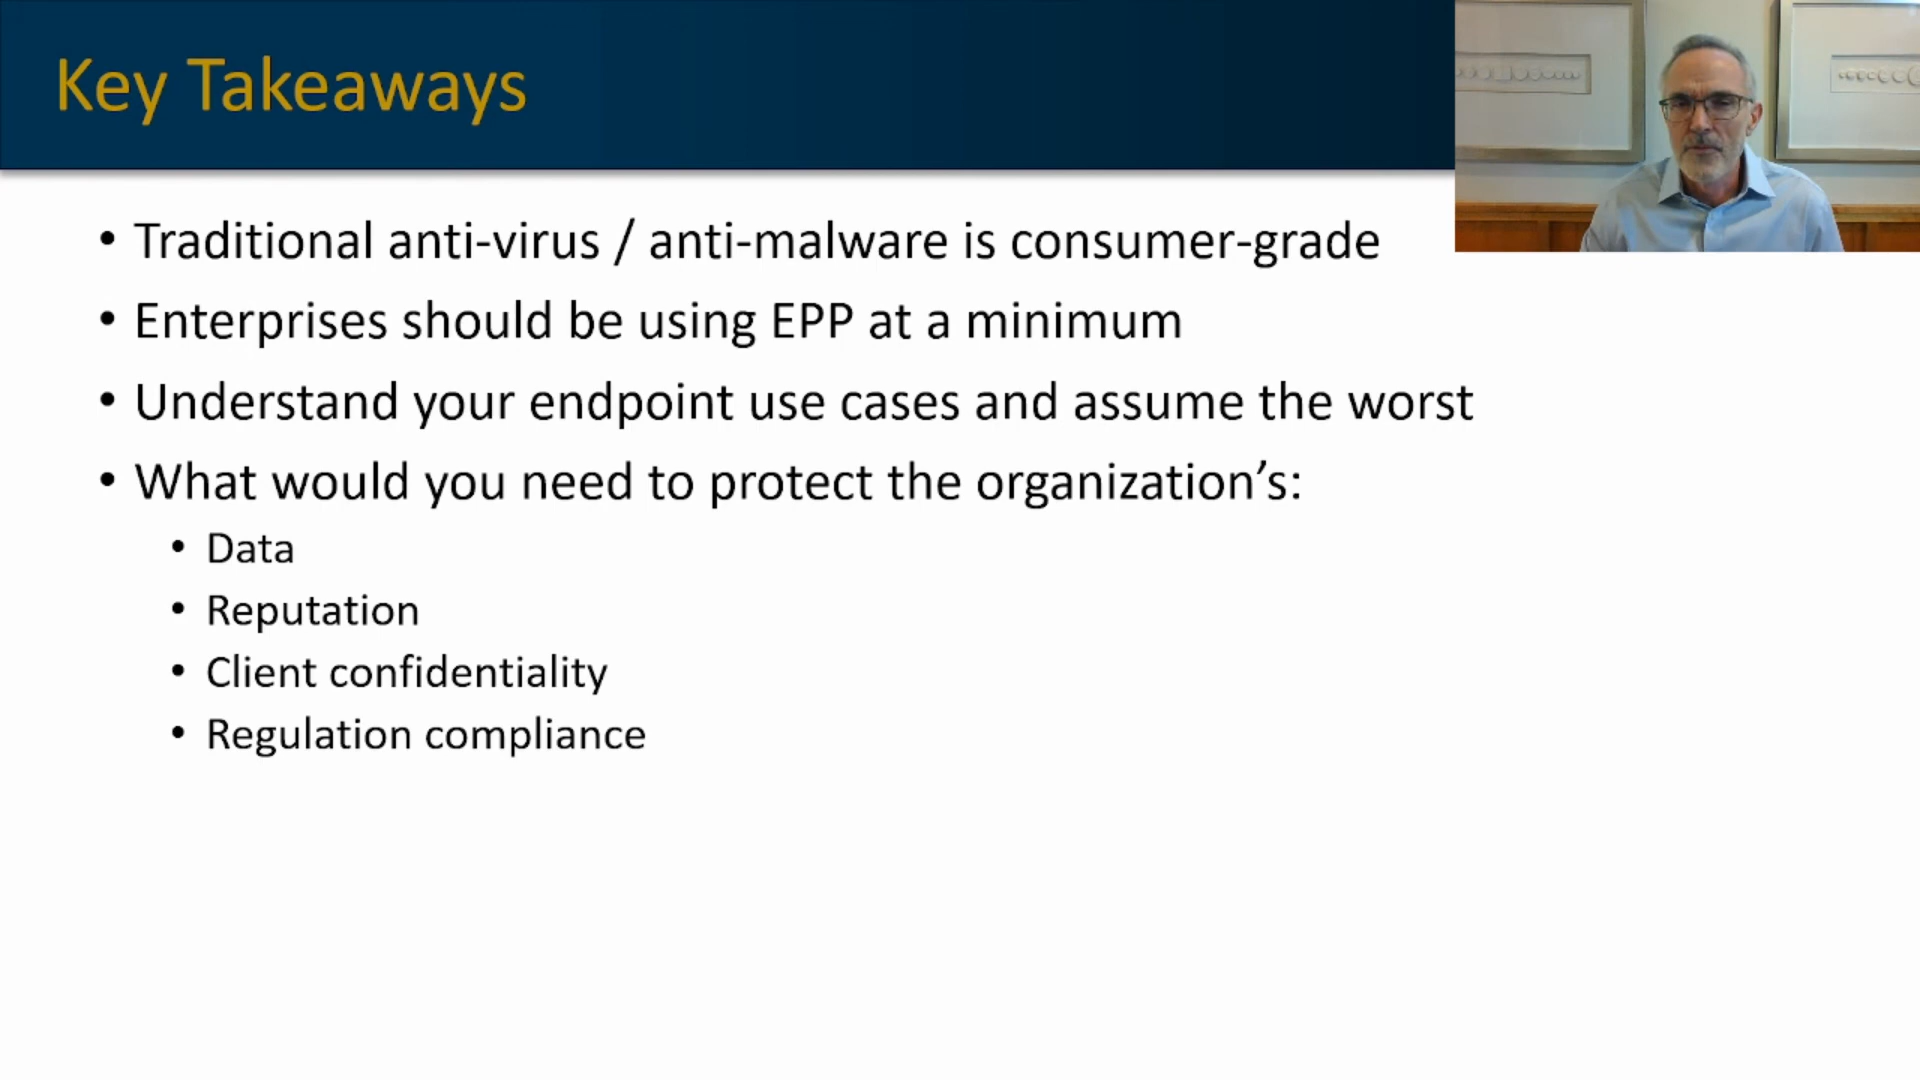 Key Takeaways
• Traditional anti-virus / anti-malware is consumer-grade
• Enterprises should be using EPP at a minimum
• Understand your endpoint use cases and assume the worst
• What would you need to protect the organization’s:
• Data
• Reputation
• Client confidentiality
• Regulation compliance